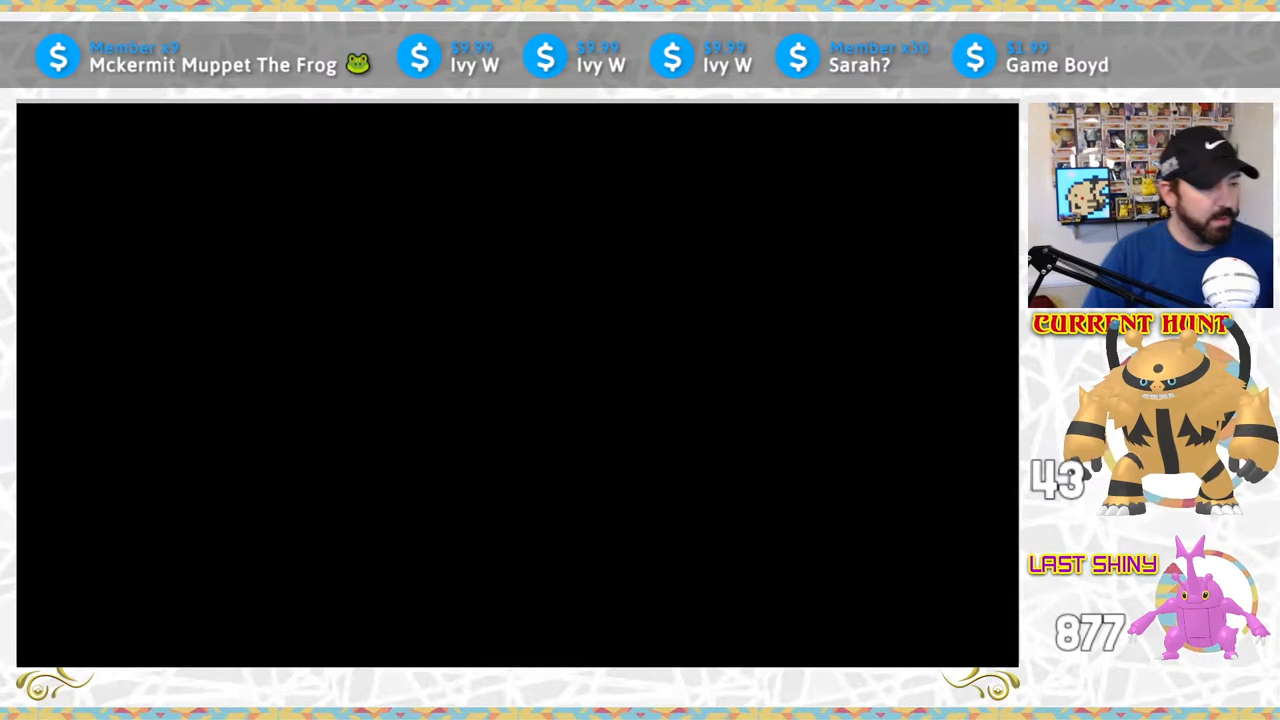 Member x9
Mckermit Muppet The Frog 🐸
$9.99
Ivy W
$9.99
Ivy W
$9.99
Ivy W
Member x30
Sarah?
$1.99
Game Boyd
CURRENT HUNT
43
LAST SHINY
877